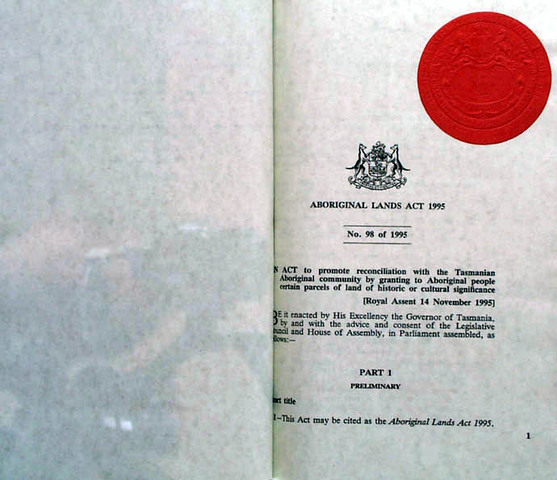 ABORIGINAL LANDS ACT 1995
No. 98 of 1995
N ACT to promote reconciliation with the Tasmanian
Aboriginal community by granting to Aboriginal people
certain parcels of land of historic or cultural significance
[Royal Assent 14 November 1995]
BE it enacted by His Excellency the Governor of Tasmania,
by and with the advice and consent of the Legislative
uncil and House of Assembly, in Parliament assembled, as
llows:—
PART 1
PRELIMINARY
ort title
1—This Act may be cited as the Aboriginal Lands Act 1995.
1